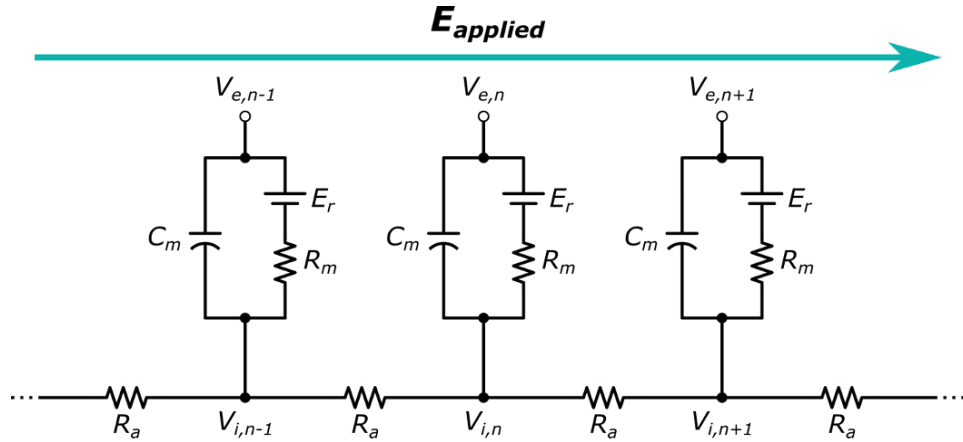 E_applied
V_e,n-1 V_e,n V_e,n+1
E_r E_r E_r
C_m C_m C_m
R_m R_m R_m
R_a V_i,n-1 R_a V_i,n R_a V_i,n+1 R_a